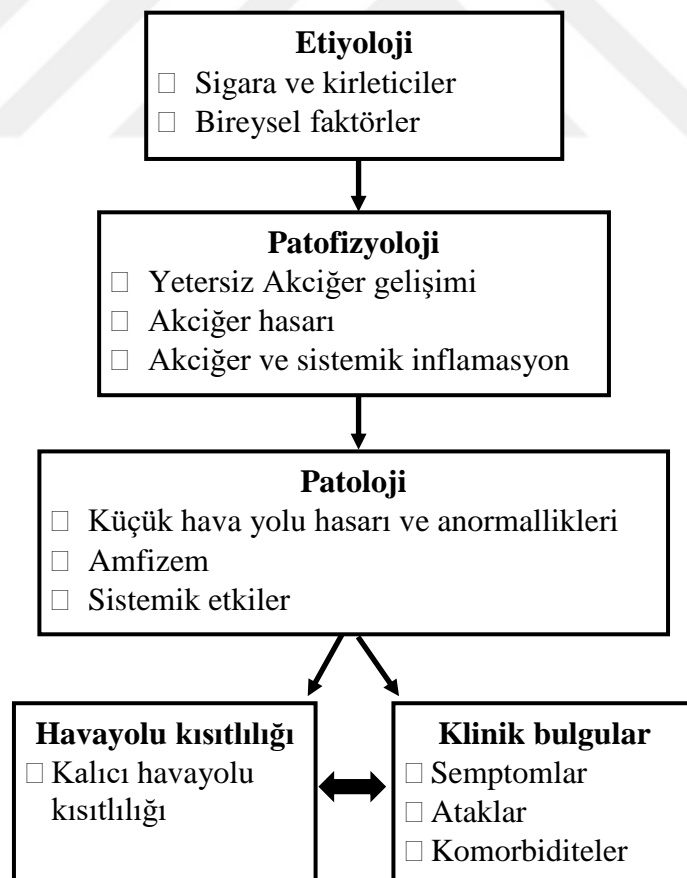 Etiyoloji
□ Sigara ve kirleticiler
□ Bireysel faktörler
Patofizyoloji
□ Yetersiz Akciğer gelişimi
□ Akciğer hasarı
□ Akciğer ve sistemik inflamasyon
Patoloji
□ Küçük hava yolu hasarı ve anormallikleri
□ Amfizem
□ Sistemik etkiler
Havayolu kısıtlılığı
□ Kalıcı havayolu
kısıtlılığı
Klinik bulgular
□ Semptomlar
□ Ataklar
□ Komorbiditeler